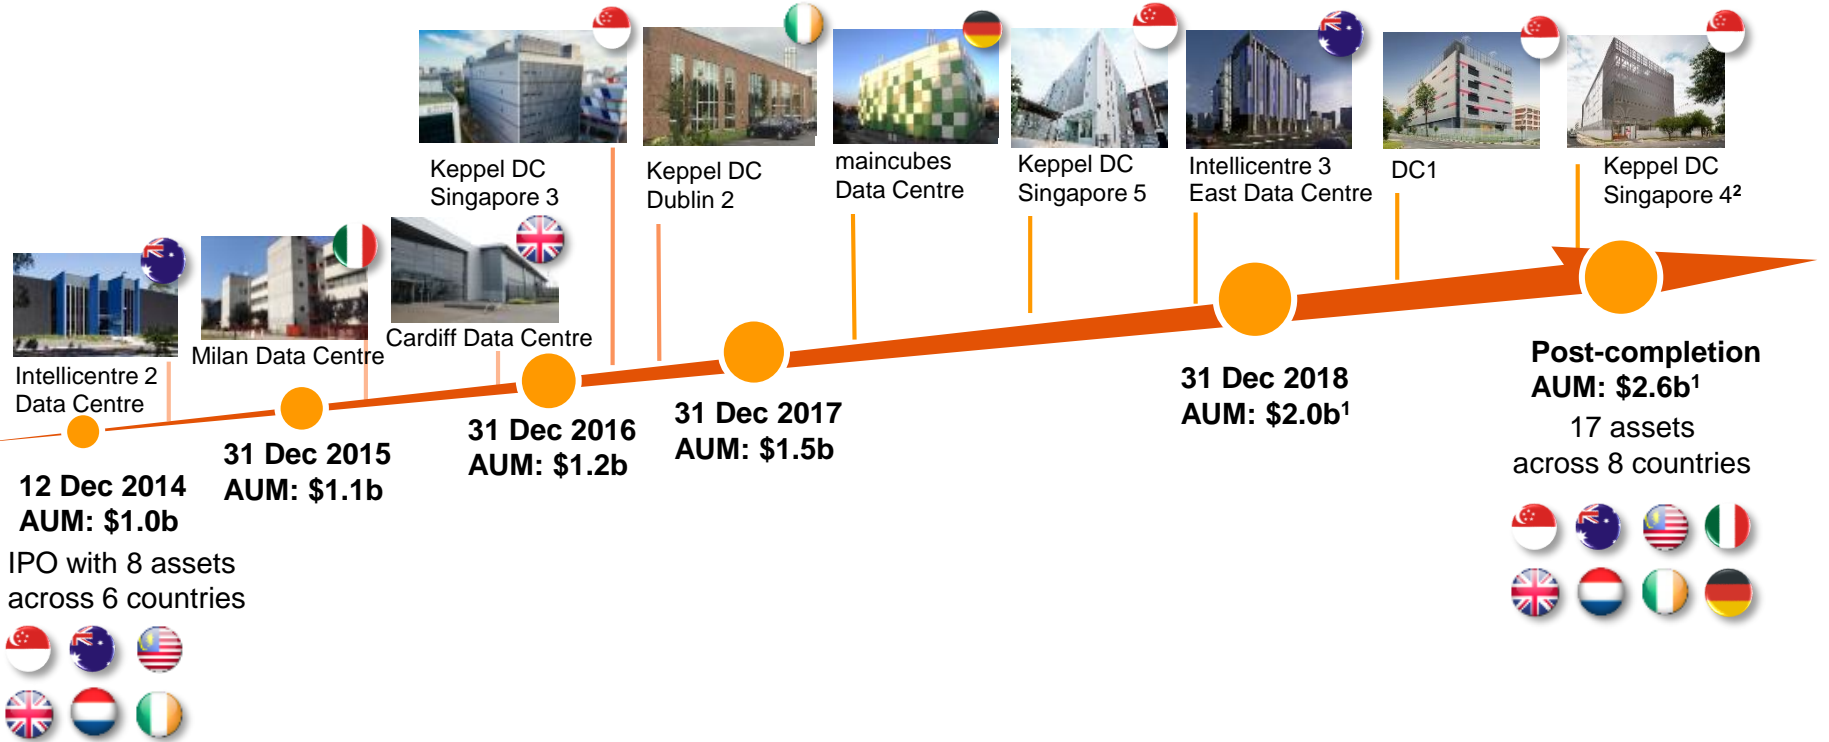 Keppel DC
Singapore 3
Keppel DC
Dublin 2
maincubes
Data Centre
Keppel DC
Singapore 5
Intellicentre 3
East Data Centre
DC1
Keppel DC
Singapore 4²
Intellicentre 2
Data Centre
Milan Data Centre
Cardiff Data Centre
12 Dec 2014
AUM: $1.0b
IPO with 8 assets
across 6 countries
31 Dec 2015
AUM: $1.1b
31 Dec 2016
AUM: $1.2b
31 Dec 2017
AUM: $1.5b
31 Dec 2018
AUM: $2.0b¹
Post-completion
AUM: $2.6b¹
17 assets
across 8 countries